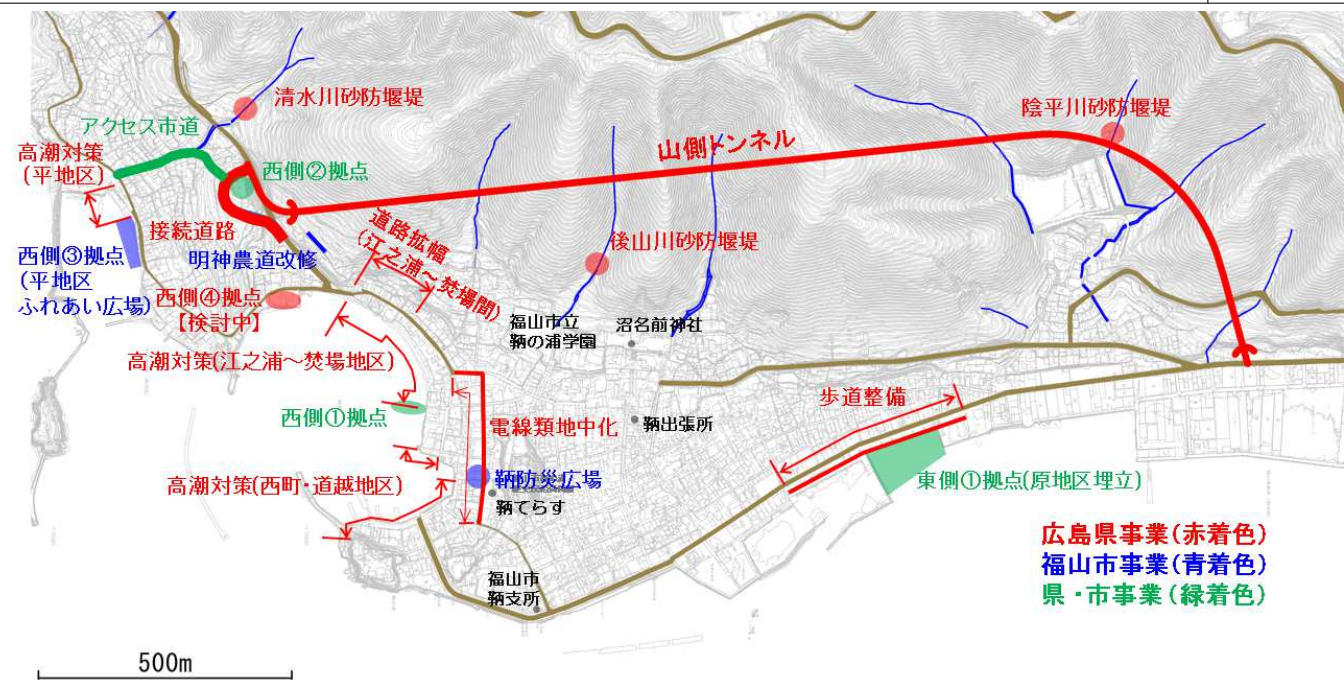 清水川砂防堰堤
陰平川砂防堰堤
アクセス市道
高潮対策
(平地区)
西側②拠点
山側トンネル
接続道路
道路拡幅
(江之浦～焚場間)
後山川砂防堰堤
西側③拠点
(平地区
ふれあい広場)
明神農道改修
西側④拠点
【検討中】
福山市立
鞆の浦学園
沼名前神社
高潮対策(江之浦～焚場地区)
歩道整備
西側①拠点
電線類地中化
鞆出張所
高潮対策(西町・道越地区)
鞆防災広場
鞆てらす
東側①拠点(原地区埋立)
広島県事業(赤着色)
福山市事業(青着色)
県・市事業(緑着色)
福山市
鞆支所
500m